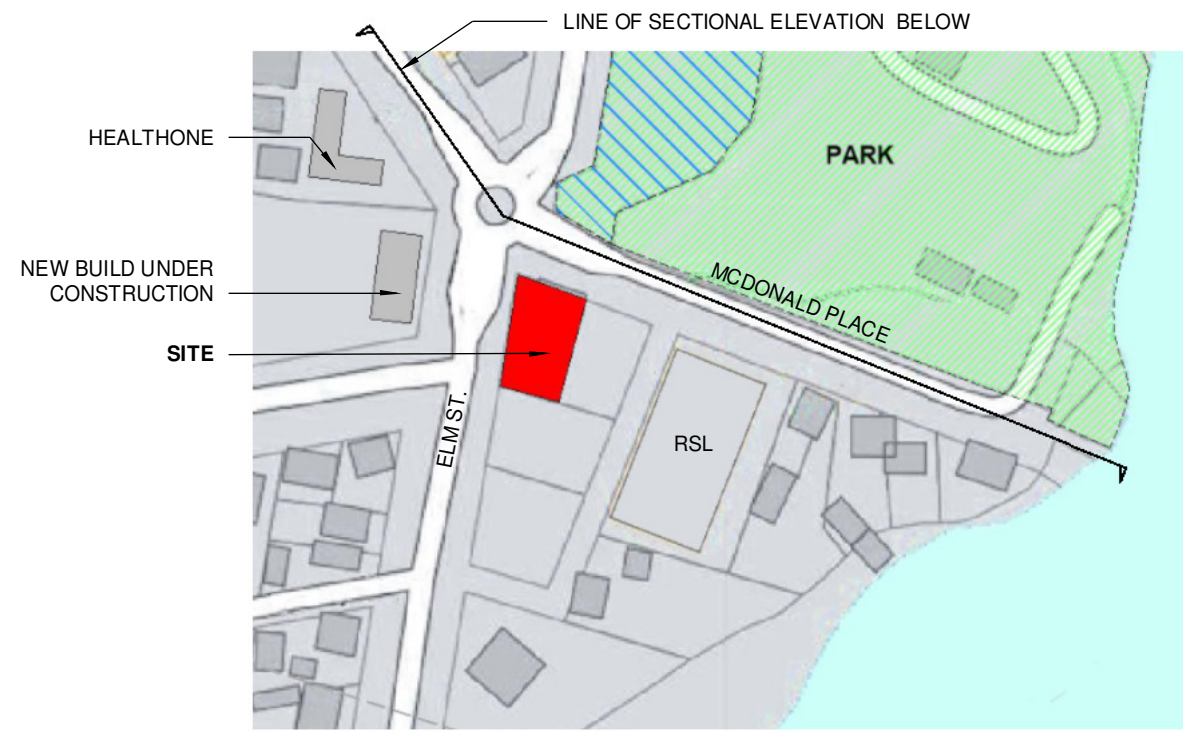 LINE OF SECTIONAL ELEVATION BELOW
HEALTHONE
PARK
NEW BUILD UNDER
CONSTRUCTION
MCDONALD PLACE
SITE
ELM ST.
RSL